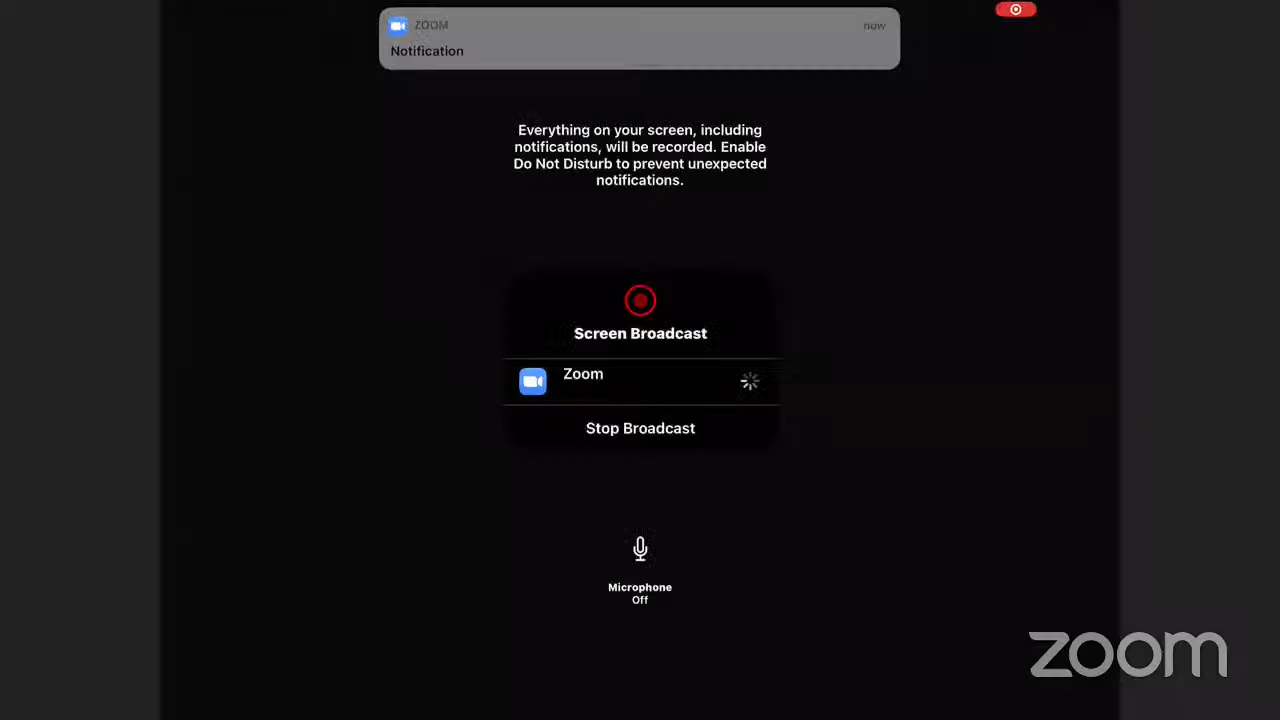 ZOOM
now
Notification
Everything on your screen, including
notifications, will be recorded. Enable
Do Not Disturb to prevent unexpected
notifications.
Screen Broadcast
Zoom
Stop Broadcast
Microphone
Off
zoom